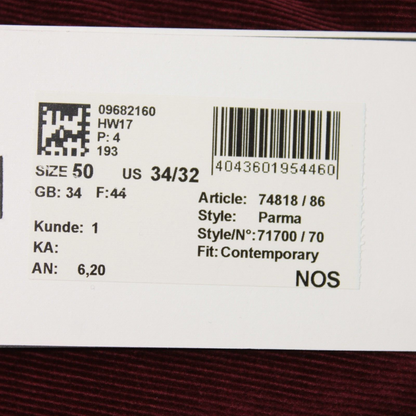 09682160
HW17
P: 4
193
4043601954460
SIZE 50 US 34/32
GB: 34 F:44
Article: 74818 / 86
Style: Parma
Style/N°:71700 / 70
Fit:Contemporary
Kunde: 1
KA:
AN: 6,20
NOS